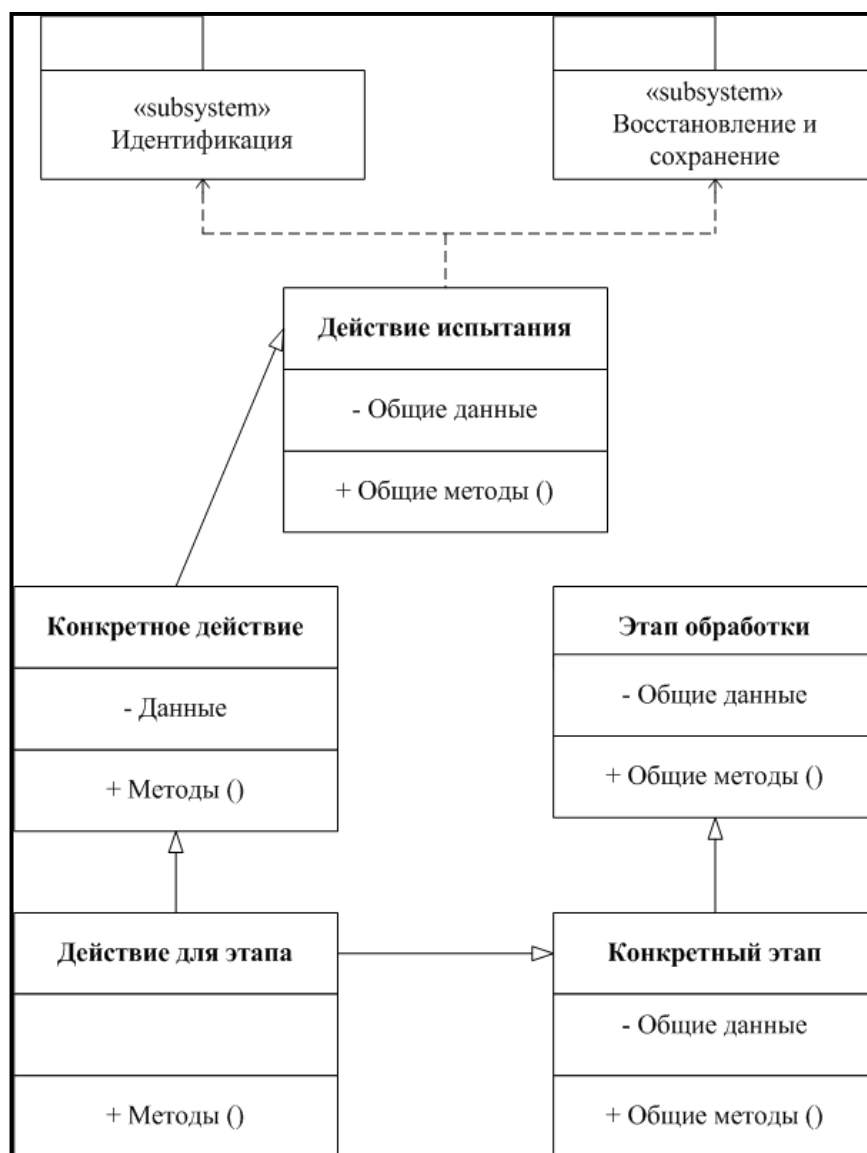 «subsystem»
Идентификация
«subsystem»
Восстановление и
сохранение
Действие испытания
- Общие данные
+ Общие методы ()
Конкретное действие
- Данные
+ Методы ()
Этап обработки
- Общие данные
+ Общие методы ()
Действие для этапа
+ Методы ()
Конкретный этап
- Общие данные
+ Общие методы ()